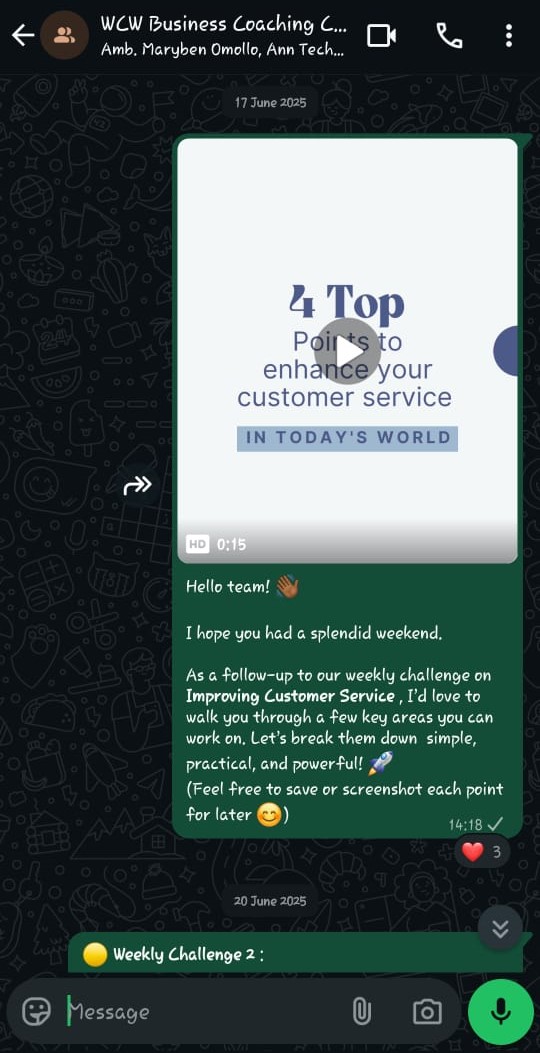 WCW Business Coaching C...
Amb. Maryben Omollo, Ann Tech...
17 June 2025
4 Top
Points to
enhance your
customer service
IN TODAY'S WORLD
HD 0:15
Hello team! 👋🏾
I hope you had a splendid weekend.
As a follow-up to our weekly challenge on
Improving Customer Service , I'd love to
walk you through a few key areas you can
work on. Let's break them down  simple,
practical, and powerful! 🚀
(Feel free to save or screenshot each point
for later 😊)
14:18
❤️ 3
20 June 2025
🟡 Weekly Challenge 2 :
Message